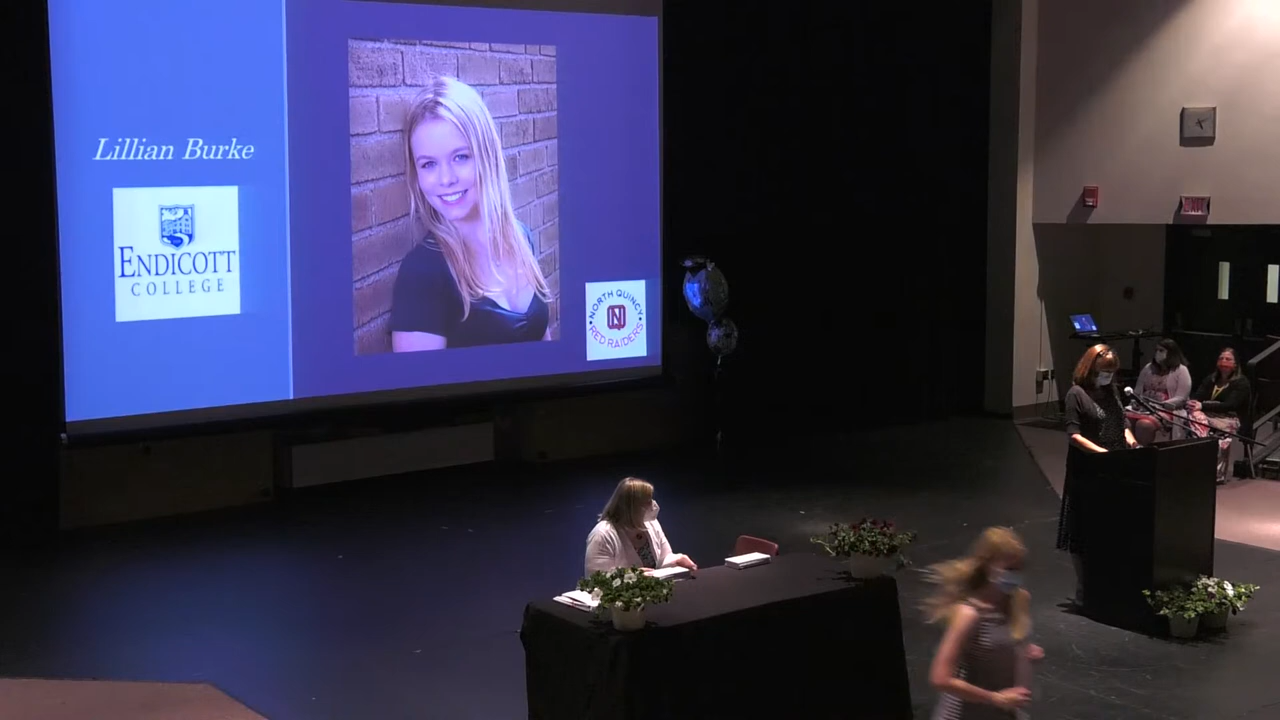 Lillian Burke
ENDICOTT
COLLEGE
NORTH QUINCY
N
RED RAIDERS